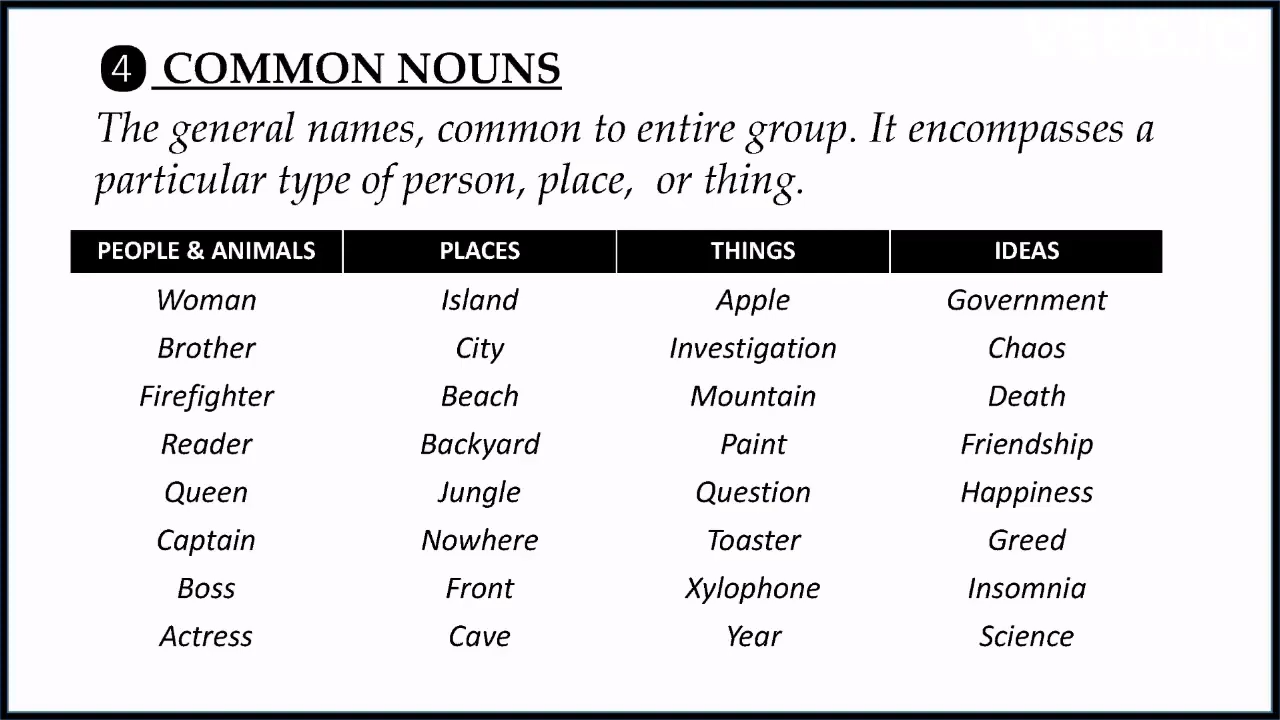 4 COMMON NOUNS
The general names, common to entire group. It encompasses a
particular type of person, place, or thing.
PEOPLE & ANIMALS PLACES THINGS IDEAS
Woman Island Apple Government
Brother City Investigation Chaos
Firefighter Beach Mountain Death
Reader Backyard Paint Friendship
Queen Jungle Question Happiness
Captain Nowhere Toaster Greed
Boss Front Xylophone Insomnia
Actress Cave Year Science